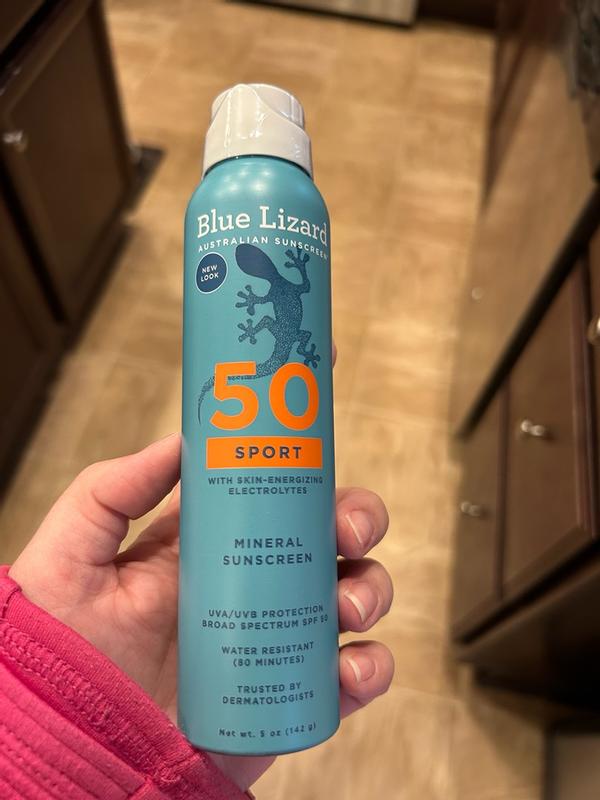 Blue Lizard
AUSTRALIAN SUNSCREEN
NEW
LOOK
50
SPORT
WITH SKIN-ENERGIZING
ELECTROLYTES
MINERAL
SUNSCREEN
UVA/UVB PROTECTION
BROAD SPECTRUM SPF 50
WATER RESISTANT
(80 MINUTES)
TRUSTED BY
DERMATOLOGISTS
Net wt. 5 oz (142 g)